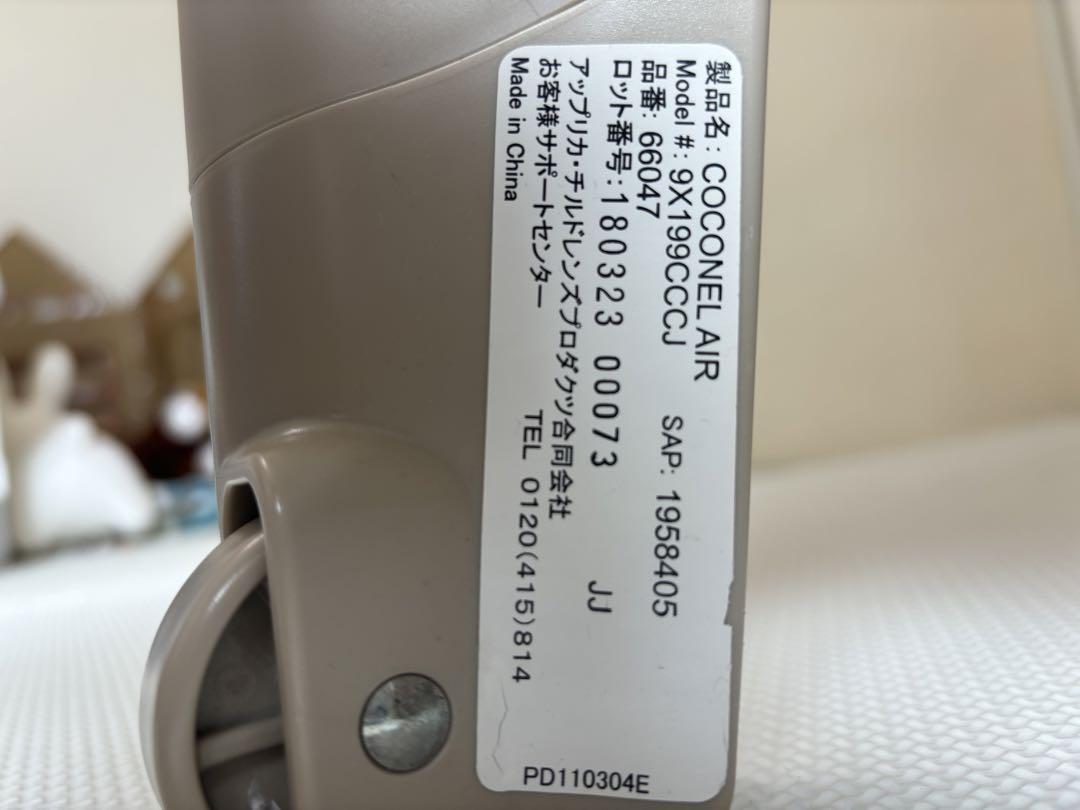 製品名：COCONEL AIR
Model #: 9X199CCCJ SAP: 1958405
品番: 66047
ロット番号:180323 00073 JJ
アップリカ・チルドレンズプロダクツ合同会社
お客様サポートセンター TEL 0120(415)814
Made in China
PD110304E